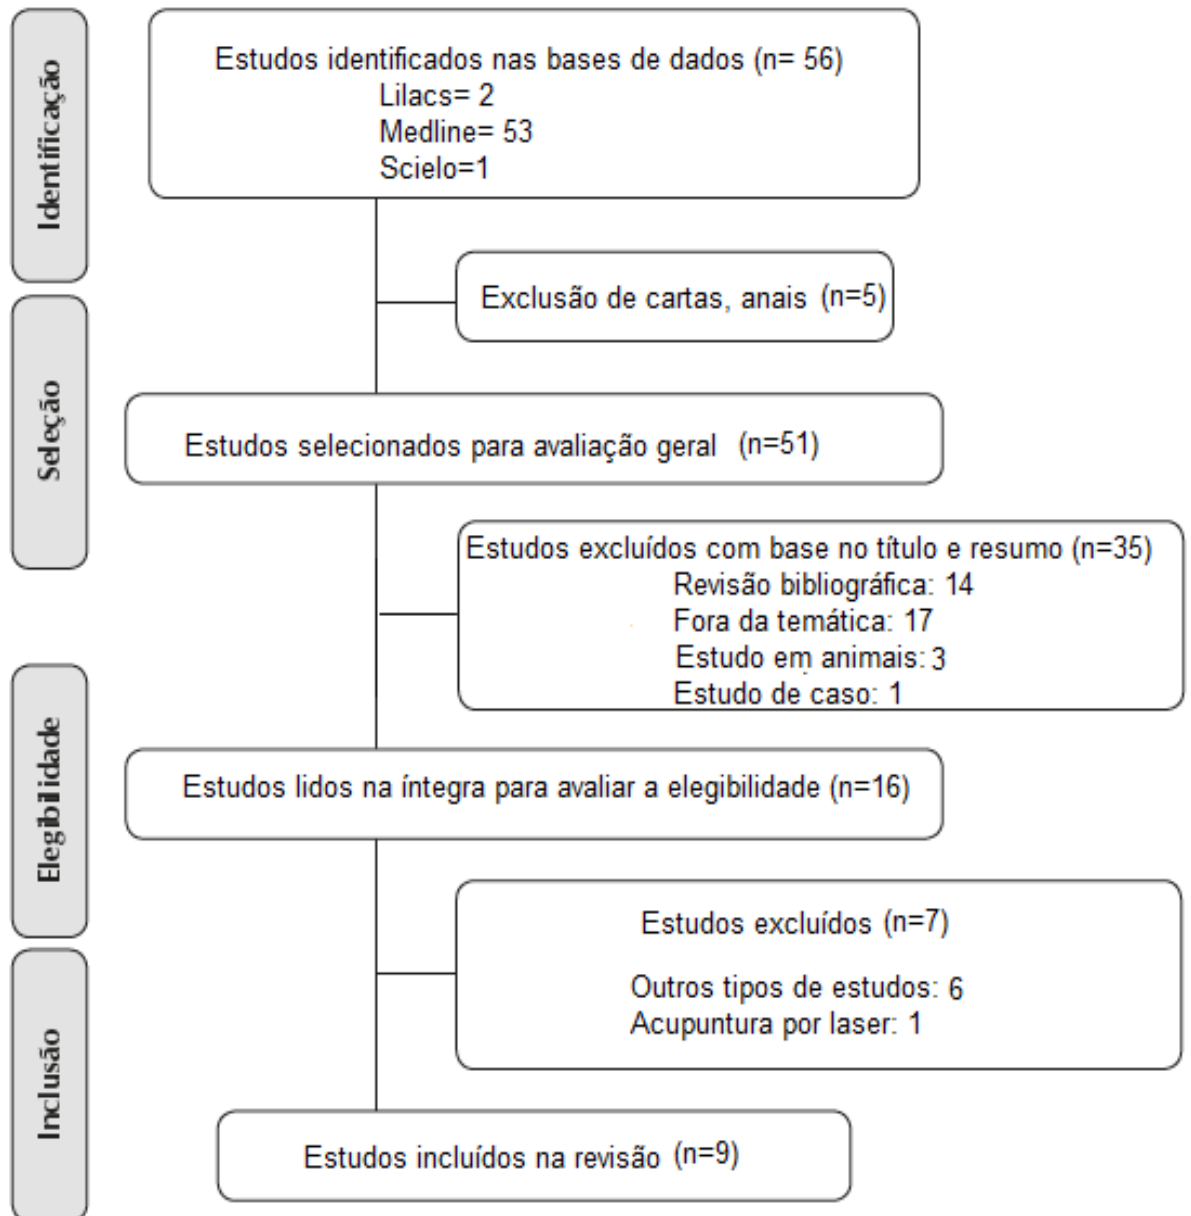 Identificação
Estudos identificados nas bases de dados (n= 56)
Lilacs= 2
Medline= 53
Scielo=1
Exclusão de cartas, anais (n=5)
Seleção
Estudos selecionados para avaliação geral (n=51)
Estudos excluídos com base no título e resumo (n=35)
Revisão bibliográfica: 14
Fora da temática: 17
Estudo em animais: 3
Estudo de caso: 1
Elegibilidade
Estudos lidos na íntegra para avaliar a elegibilidade (n=16)
Estudos excluídos (n=7)
Outros tipos de estudos: 6
Acupuntura por laser: 1
Inclusão
Estudos incluídos na revisão (n=9)